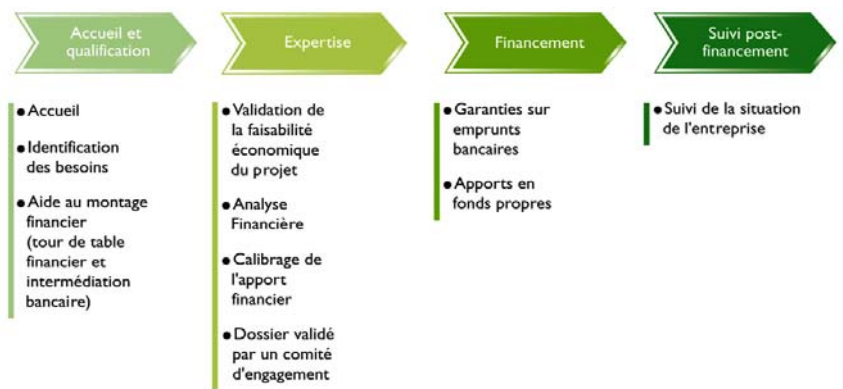 Accueil et
qualification
● Accueil
● Identification
des besoins
● Aide au montage
financier
(tour de table
financier et
intermédiation
bancaire)
Expertise
● Validation de
la faisabilité
économique
du projet
● Analyse
Financière
● Calibrage de
l'apport
financier
● Dossier validé
par un comité
d'engagement
Financement
● Garanties sur
emprunts
bancaires
● Apports en
fonds propres
Suivi post-
financement
● Suivi de la situation
de l'entreprise